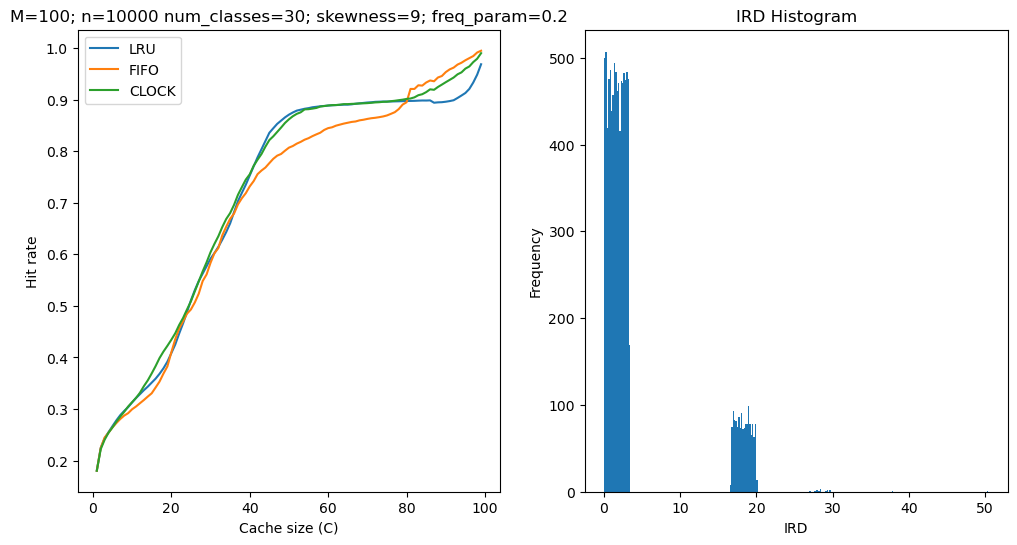 M=100; n=10000 num_classes=30; skewness=9; freq_param=0.2
LRU
FIFO
CLOCK
1.0
0.9
0.8
0.7
0.6
0.5
0.4
0.3
0.2
Hit rate
0 20 40 60 80 100
Cache size (C)
IRD Histogram
500
400
300
200
100
0
Frequency
0 10 20 30 40 50
IRD